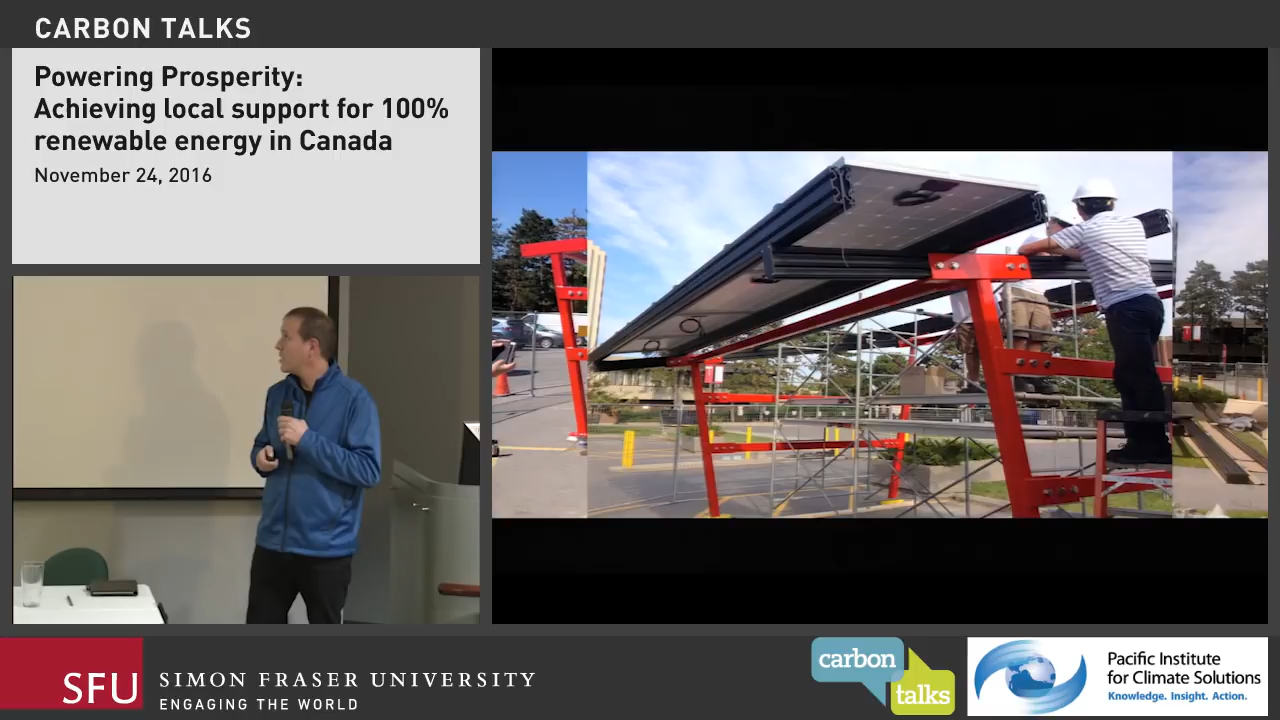 CARBON TALKS
Powering Prosperity:
Achieving local support for 100%
renewable energy in Canada
November 24, 2016
SFU
SIMON FRASER UNIVERSITY
ENGAGING THE WORLD
carbon
talks
Pacific Institute
for Climate Solutions
Knowledge. Insight. Action.